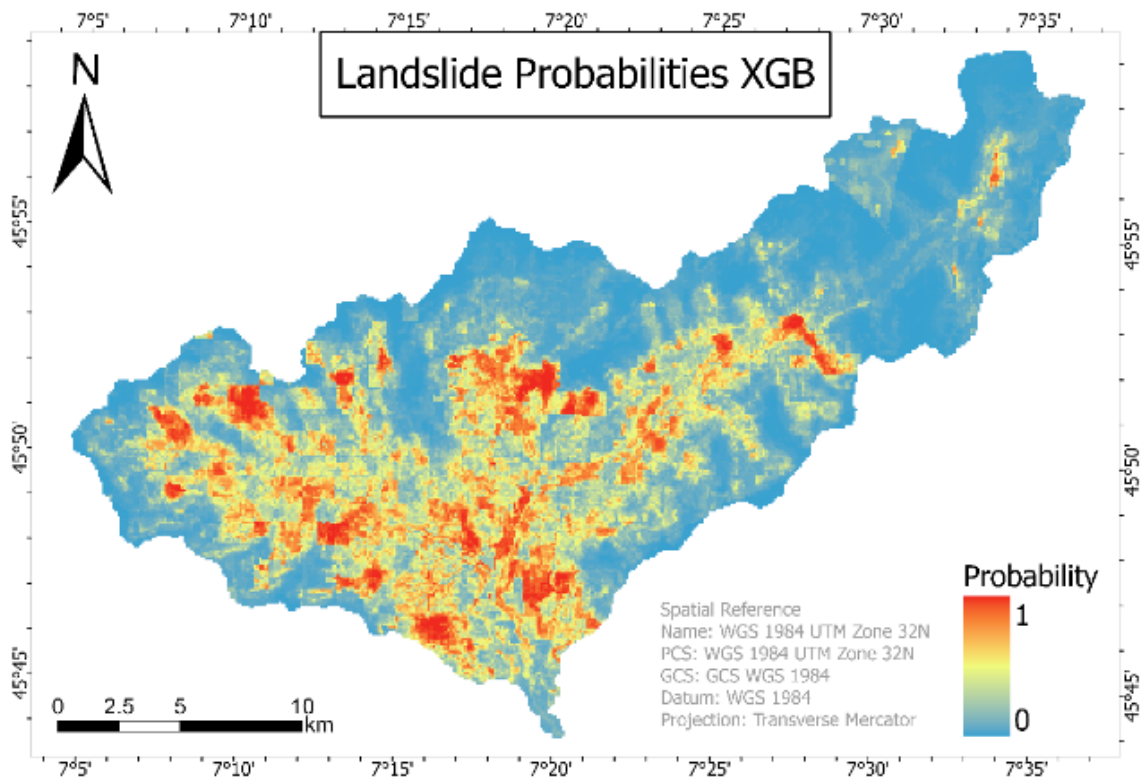 7°5' 7°10' 7°15' 7°20' 7°30' 7°35'
Landslide Probabilities XGB
N
45°55'
45°55'
45°50'
45°50'
45°45'
45°45'
Probability
1
0
Spatial Reference
Name: WGS 1984 UTM Zone 32N
PCS: WGS 1984 UTM Zone 32N
GCS: GCS WGS 1984
Datum: WGS 1984
Projection: Transverse Mercator
0 2.5 5 10
km
7°5' 7°10' 7°15' 7°20' 7°25' 7°30' 7°35'